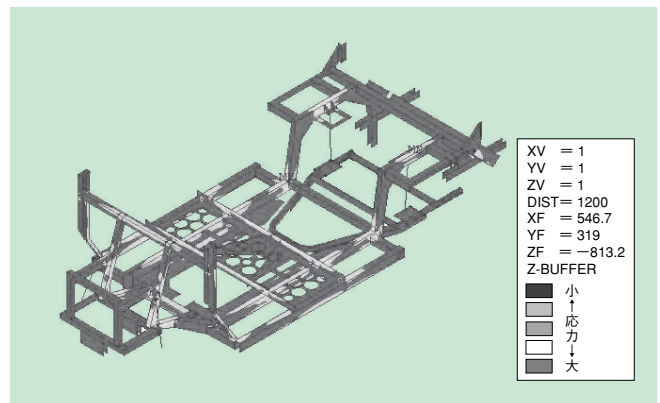 XV = 1
YV = 1
ZV = 1
DIST= 1200
XF = 546.7
YF = 319
ZF = −813.2
Z-BUFFER
小
↑
応
力
↓
大